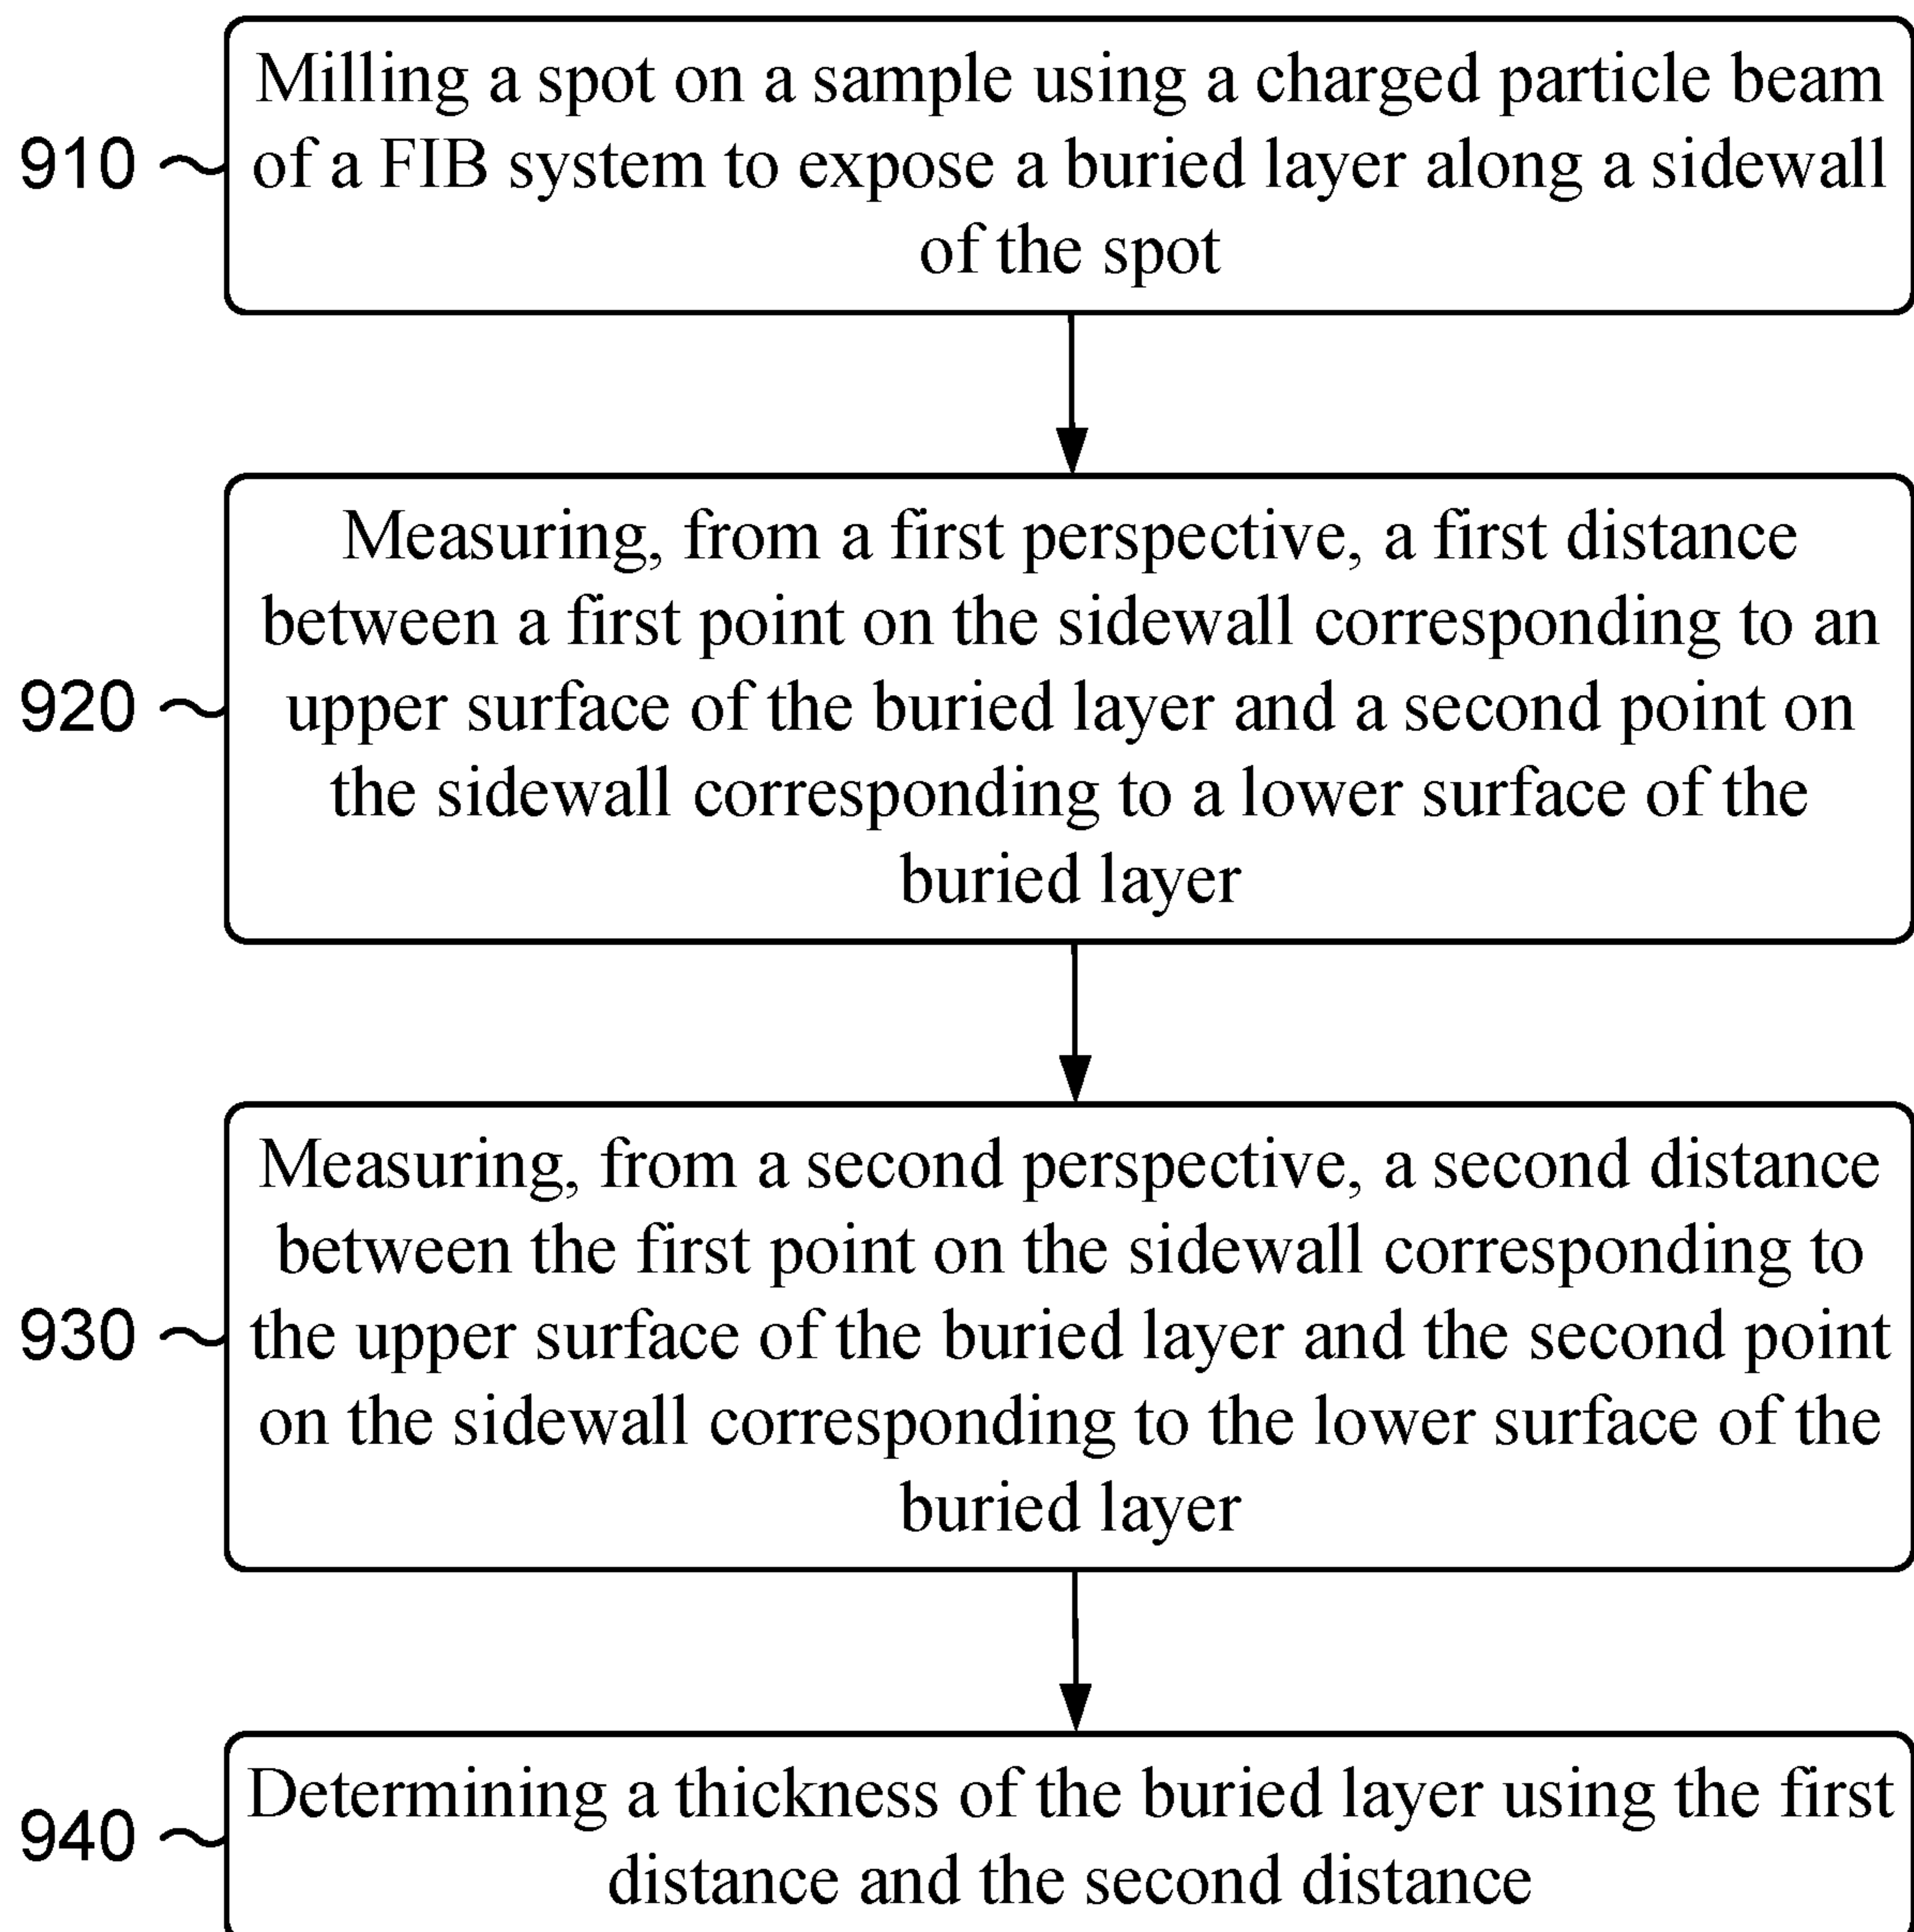 Milling a spot on a sample using a charged particle beam
910
of a FIB system to expose a buried layer along a sidewall
of the spot
Measuring, from a first perspective, a first distance
between a first point on the sidewall corresponding to an
920
upper surface of the buried layer and a second point on
the sidewall corresponding to a lower surface of the
buried layer
Measuring, from a second perspective, a second distance
between the first point on the sidewall corresponding to
930
the upper surface of the buried layer and the second point
on the sidewall corresponding to the lower surface of the
buried layer
Determining a thickness of the buried layer using the first
940
distance and the second distance